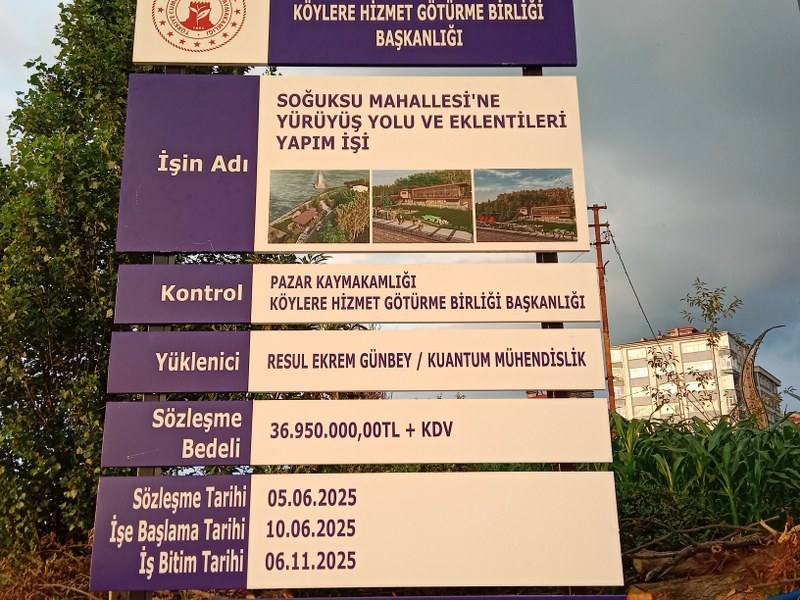 KÖYLERE HİZMET GÖTÜRME BİRLİĞİ
BAŞKANLIĞI
İşin Adı
SOĞUKSU MAHALLESİ'NE
YÜRÜYÜŞ YOLU VE EKLENTİLERİ
YAPIM İŞİ
Kontrol
PAZAR KAYMAKAMLIĞI
KÖYLERE HİZMET GÖTÜRME BİRLİĞİ BAŞKANLIĞI
Yüklenici
RESUL EKREM GÜNBEY / KUANTUM MÜHENDİSLİK
Sözleşme
Bedeli
36.950.000,00TL + KDV
Sözleşme Tarihi 05.06.2025
İşe Başlama Tarihi 10.06.2025
İş Bitim Tarihi 06.11.2025